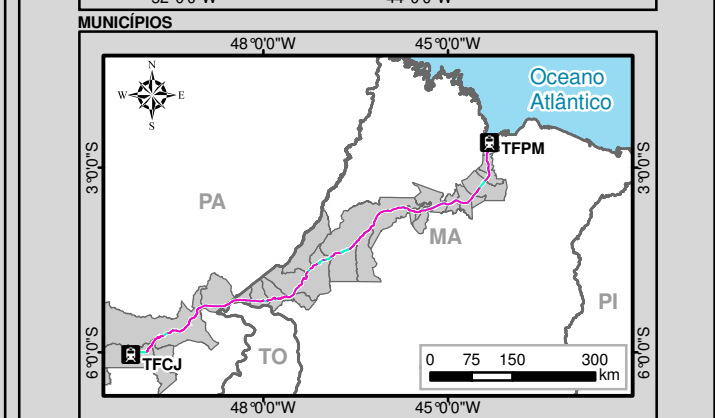 MUNICÍPIOS
48°0'0"W 45°0'0"W
N
W E
S
Oceano
Atlântico
TFPM
3°0'0"S 3°0'0"S
PA
MA
PI
6°0'0"S 6°0'0"S
TFCJ
TO
0 75 150 300
km
48°0'0"W 45°0'0"W